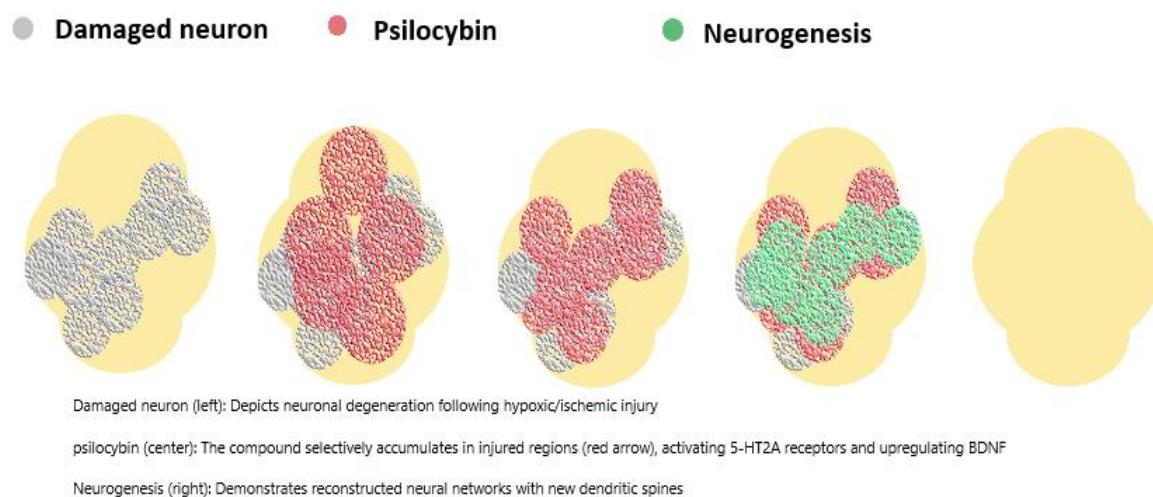 Damaged neuron Psilocybin Neurogenesis
Damaged neuron (left): Depicts neuronal degeneration following hypoxic/ischemic injury
psilocybin (center): The compound selectively accumulates in injured regions (red arrow), activating 5-HT2A receptors and upregulating BDNF
Neurogenesis (right): Demonstrates reconstructed neural networks with new dendritic spines